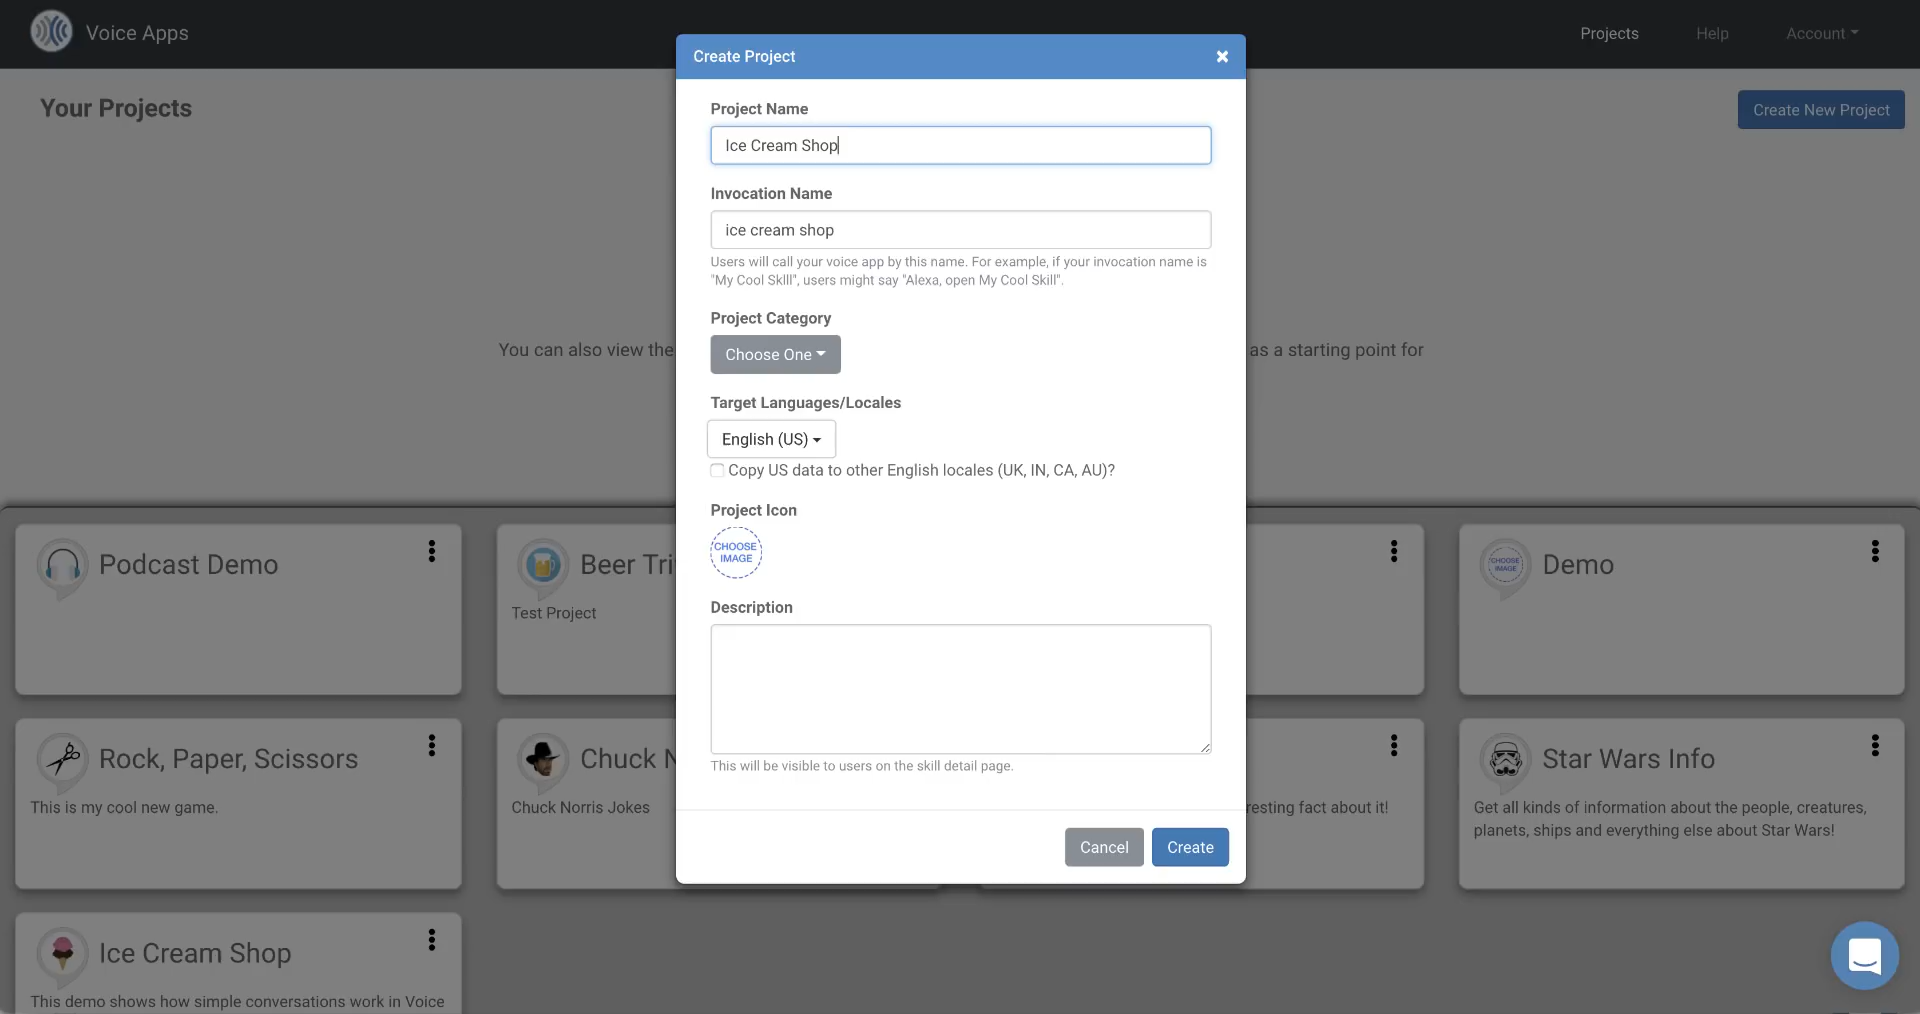 Voice Apps
Projects
Help
Account
Your Projects
Create New Project
You can also view the
as a starting point for
Create Project
×
Project Name
Ice Cream Shop
Invocation Name
ice cream shop
Users will call your voice app by this name. For example, if your invocation name is
"My Cool Sklll", users might say "Alexa, open My Cool Skill".
Project Category
Choose One
Target Languages/Locales
English (US)
Copy US data to other English locales (UK, IN, CA, AU)?
Project Icon
CHOOSE
IMAGE
Description
This will be visible to users on the skill detail page.
Cancel
Create
Podcast Demo
Beer Tri
Test Project
CHOOSE
IMAGE
Demo
Rock, Paper, Scissors
This is my cool new game.
Chuck N
Chuck Norris Jokes
resting fact about it!
Star Wars Info
Get all kinds of information about the people, creatures,
planets, ships and everything else about Star Wars!
Ice Cream Shop
This demo shows how simple conversations work in Voice